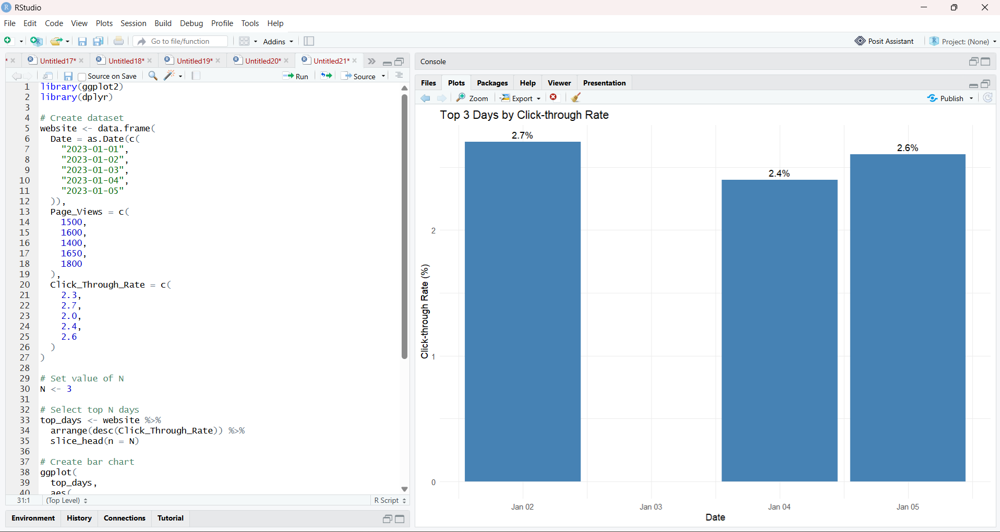 RStudio
File Edit Code View Plots Session Build Debug Profile Tools Help
Go to file/function Addins Posit Assistant Project: (None)
* Untitled17* Untitled18* Untitled19* Untitled20* Untitled21*
Source on Save Run Source
1 library(ggplot2)
2 library(dplyr)
3
4 # Create dataset
5 website <- data.frame(
6 Date = as.Date(c(
7 "2023-01-01",
8 "2023-01-02",
9 "2023-01-03",
10 "2023-01-04",
11 "2023-01-05"
12 )),
13 Page_Views = c(
14 1500,
15 1600,
16 1400,
17 1650,
18 1800
19 ),
20 Click_Through_Rate = c(
21 2.3,
22 2.7,
23 2.0,
24 2.4,
25 2.6
26 )
27 )
28
29 # Set value of N
30 N <- 3
31
32 # Select top N days
33 top_days <- website %>%
34 arrange(desc(Click_Through_Rate)) %>%
35 slice_head(n = N)
36
37 # Create bar chart
38 ggplot(
39 top_days,
40 aes(
31:1 (Top Level) R Script
Environment History Connections Tutorial
Console
Files Plots Packages Help Viewer Presentation
Zoom Export Publish
Top 3 Days by Click-through Rate
2.7%
2.6%
2.4%
2
1
0
Click-through Rate (%)
Jan 02 Jan 03 Jan 04 Jan 05
Date